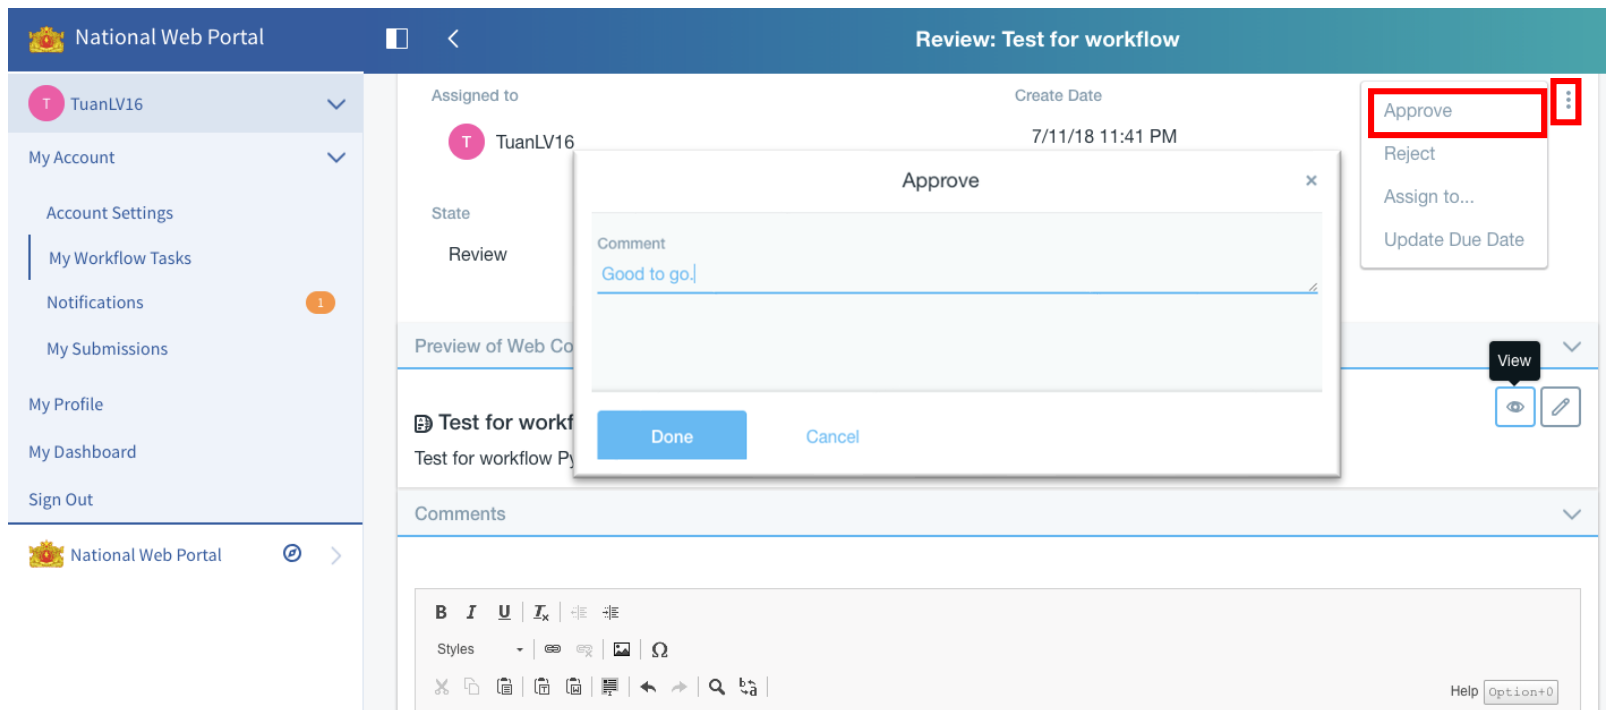 National Web Portal
Review: Test for workflow
T TuanLV16
My Account
Account Settings
My Workflow Tasks
Notifications 1
My Submissions
My Profile
My Dashboard
Sign Out
National Web Portal
Assigned to
T TuanLV16
Create Date
7/11/18 11:41 PM
State
Review
Approve
Reject
Assign to...
Update Due Date
Approve
×
Comment
Good to go.
Done Cancel
Preview of Web Co
View
Test for workf
Test for workflow Py
Comments
B I U Tx
Styles
Ω
Help Option+0